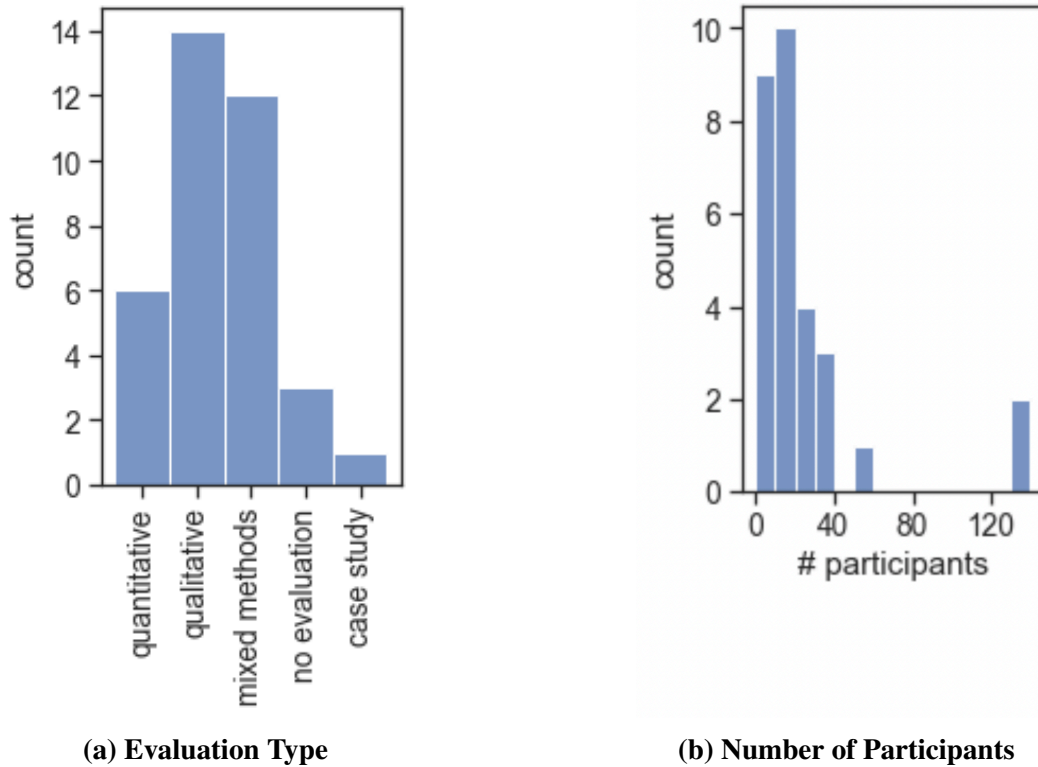 14
12
10
8
6
4
2
0
count
quantitative
qualitative
mixed methods
no evaluation
case study
(a) Evaluation Type
10
8
6
4
2
0
count
0 40 80 120
# participants
(b) Number of Participants